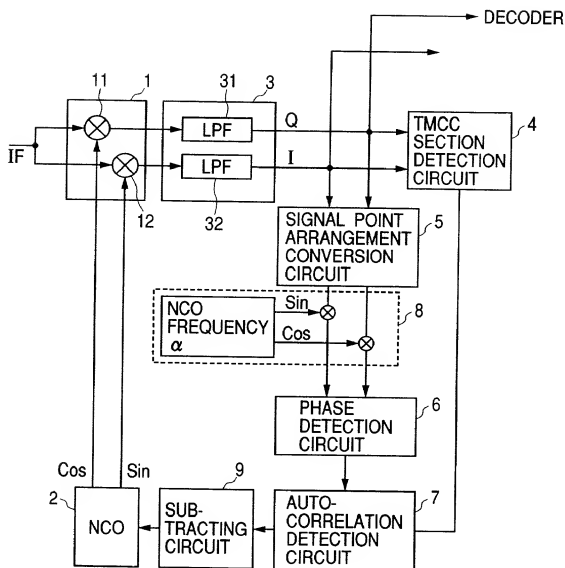 DECODER
1
11
31
3
LPF
Q
TMCC
SECTION
DETECTION
CIRCUIT
4
IF
LPF
I
12
32
SIGNAL POINT
ARRANGEMENT
CONVERSION
CIRCUIT
5
NCO
FREQUENCY
α
Sin
Cos
8
PHASE
DETECTION
CIRCUIT
6
Cos
Sin
2
NCO
9
SUB-
TRACTING
CIRCUIT
AUTO-
CORRELATION
DETECTION
CIRCUIT
7